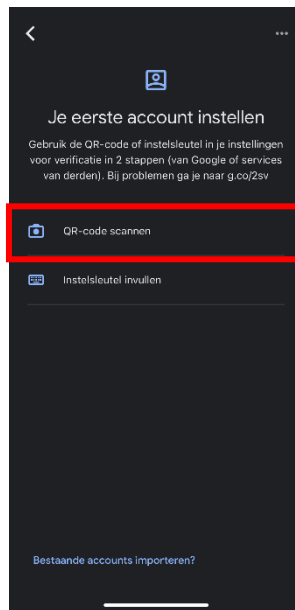 Je eerste account instellen
Gebruik de QR-code of instelsleutel in je instellingen
voor verificatie in 2 stappen (van Google of services
van derden). Bij problemen ga je naar g.co/2sv
QR-code scannen
Instelsleutel invullen
Bestaande accounts importeren?